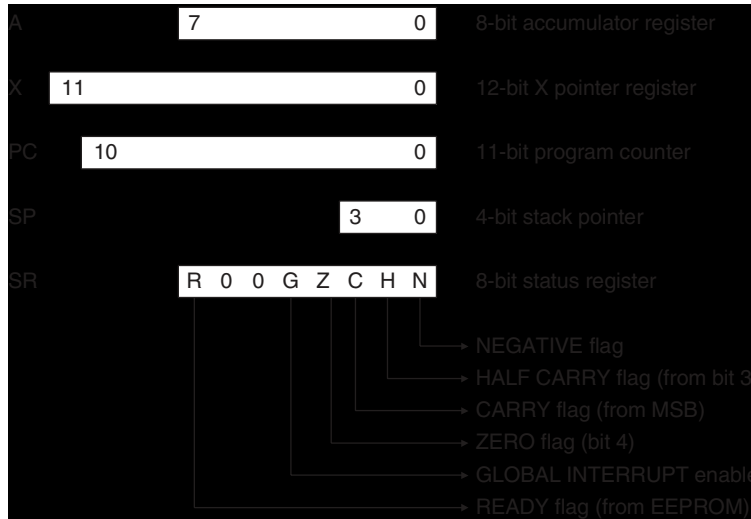 A 7 0 8-bit accumulator register
X 11 0 12-bit X pointer register
PC 10 0 11-bit program counter
SP 3 0 4-bit stack pointer
SR R 0 0 G Z C H N 8-bit status register
NEGATIVE flag
HALF CARRY flag (from bit 3
CARRY flag (from MSB)
ZERO flag (bit 4)
GLOBAL INTERRUPT enable
READY flag (from EEPROM)